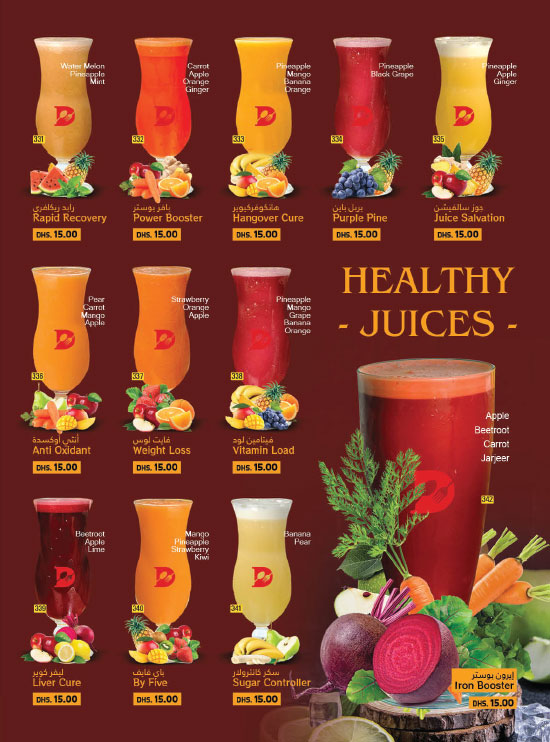 Water Melon
Pineapple
Mint
331
رابد ريكافري
Rapid Recovery
DHS. 15.00
Carrot
Apple
Orange
Ginger
332
باور بوستر
Power Booster
DHS. 15.00
Pineapple
Mango
Banana
Orange
333
هانكوفركيوير
Hangover Cure
DHS. 15.00
Pineapple
Black Grape
334
بربل باين
Purple Pine
DHS. 15.00
Pineapple
Apple
Ginger
335
جوز سالفيشن
Juice Salvation
DHS. 15.00
HEALTHY
- JUICES -
Pear
Carrot
Mango
Apple
336
أنتي أوكسدة
Anti Oxidant
DHS. 15.00
Strawberry
Orange
Apple
337
فايت لوس
Weight Loss
DHS. 15.00
Pineapple
Mango
Grape
Banana
Orange
338
فيتامين لود
Vitamin Load
DHS. 15.00
Apple
Beetroot
Carrot
Jarjeer
342
إيرون بوستر
Iron Booster
DHS. 15.00
Beetroot
Apple
Lime
339
ليفر كوير
Liver Cure
DHS. 15.00
Mango
Pineapple
Strawberry
Kiwi
340
باي فايف
By Five
DHS. 15.00
Banana
Pear
341
سكر كانترولار
Sugar Controller
DHS. 15.00